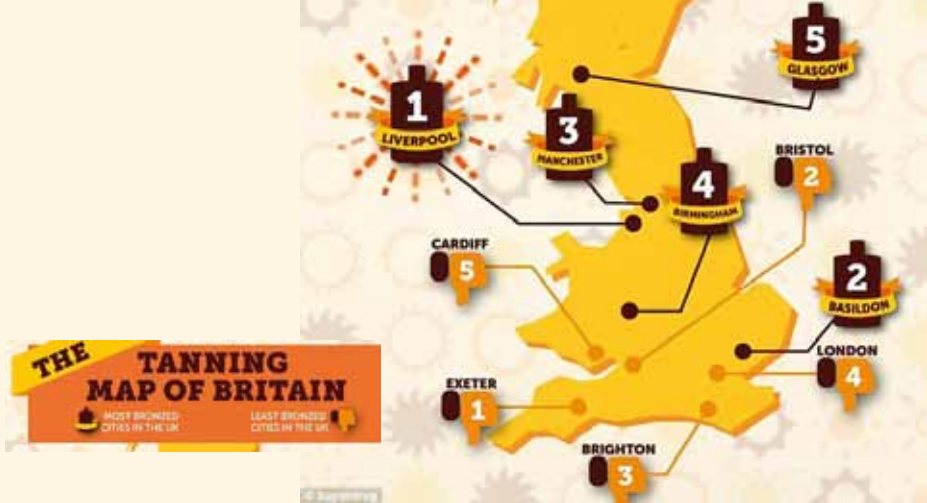 5
GLASGOW
1
LIVERPOOL
3
MANCHESTER
BRISTOL
2
4
BIRMINGHAM
CARDIFF
5
2
BASILDON
THE
TANNING
MAP OF BRITAIN
LONDON
4
EXETER
1
MOST BRONZED
CITIES IN THE UK
LEAST BRONZED
CITIES IN THE UK
BRIGHTON
3
© Superdrug